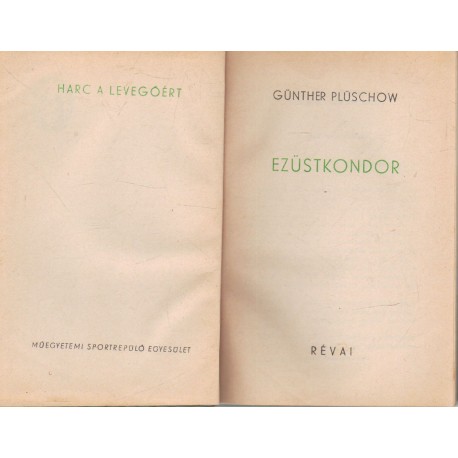 HARC A LEVEGŐÉRT
MŰEGYETEMI SPORTREPÜLŐ EGYESÜLET
GÜNTHER PLÜSCHOW
EZÜSTKONDOR
RÉVAI